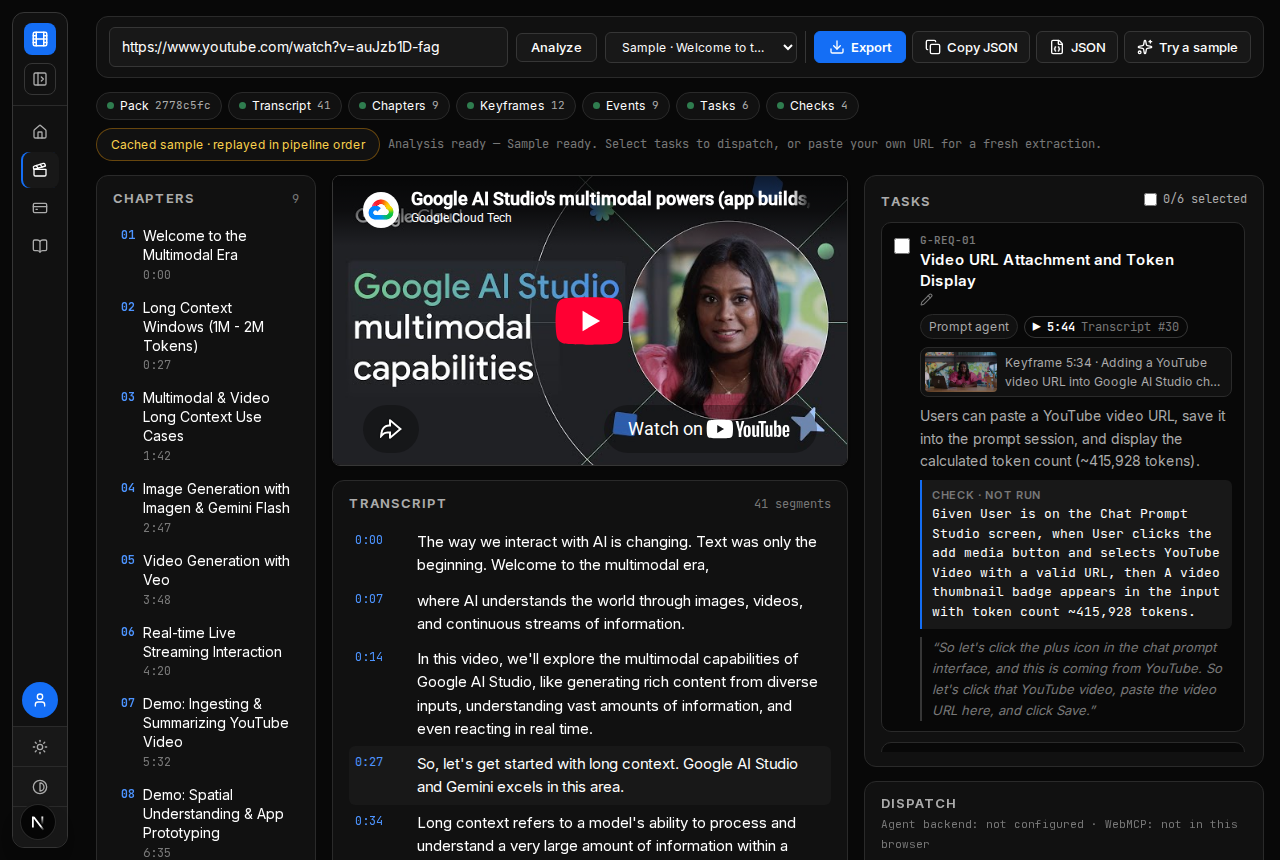 https://www.youtube.com/watch?v=auJzb1D-fag
Analyze
Sample · Welcome to t...
Export
Copy JSON
JSON
Try a sample
Pack 2778c5fc
Transcript 41
Chapters 9
Keyframes 12
Events 9
Tasks 6
Checks 4
Cached sample · replayed in pipeline order
Analysis ready — Sample ready. Select tasks to dispatch, or paste your own URL for a fresh extraction.
CHAPTERS 9
01 Welcome to the
Multimodal Era
0:00
02 Long Context
Windows (1M - 2M
Tokens)
0:27
03 Multimodal & Video
Long Context Use
Cases
1:42
04 Image Generation with
Imagen & Gemini Flash
2:47
05 Video Generation with
Veo
3:48
06 Real-time Live
Streaming Interaction
4:20
07 Demo: Ingesting &
Summarizing YouTube
Video
5:32
08 Demo: Spatial
Understanding & App
Prototyping
6:35
Google AI Studio's multimodal powers (app builds,
Google Cloud Tech
Google Cloud
Google AI Studio
multimodal
capabilities
Watch on YouTube
TRANSCRIPT 41 segments
0:00 The way we interact with AI is changing. Text was only the
beginning. Welcome to the multimodal era,
0:07 where AI understands the world through images, videos,
and continuous streams of information.
0:14 In this video, we'll explore the multimodal capabilities of
Google AI Studio, like generating rich content from diverse
inputs, understanding vast amounts of information, and
even reacting in real time.
0:27 So, let's get started with long context. Google AI Studio
and Gemini excels in this area.
0:34 Long context refers to a model's ability to process and
understand a very large amount of information within a
TASKS 0/6 selected
G-REQ-01
Video URL Attachment and Token
Display
Prompt agent
5:44 Transcript #30
Keyframe 5:34 · Adding a YouTube
video URL into Google AI Studio ch...
Users can paste a YouTube video URL, save it
into the prompt session, and display the
calculated token count (~415,928 tokens).
CHECK · NOT RUN
Given User is on the Chat Prompt
Studio screen, when User clicks the
add media button and selects YouTube
Video with a valid URL, then A video
thumbnail badge appears in the input
with token count ~415,928 tokens.
“So let's click the plus icon in the chat prompt
interface, and this is coming from YouTube. So
let's click that YouTube video, paste the video
URL here, and click Save.”
DISPATCH
Agent backend: not configured · WebMCP: not in this
browser
N